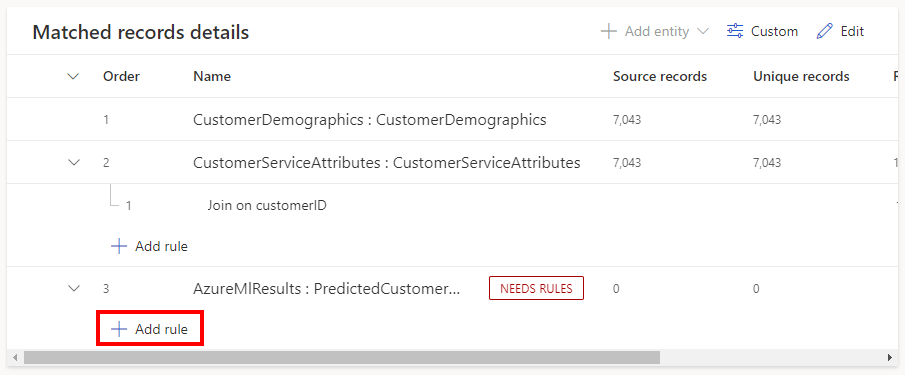 Matched records details Add entity Custom Edit
Order Name Source records Unique records R
1 CustomerDemographics : CustomerDemographics 7,043 7,043
2 CustomerServiceAttributes : CustomerServiceAttributes 7,043 7,043 1
1 Join on customerID
Add rule
3 AzureMlResults : PredictedCustomer... NEEDS RULES 0 0
Add rule